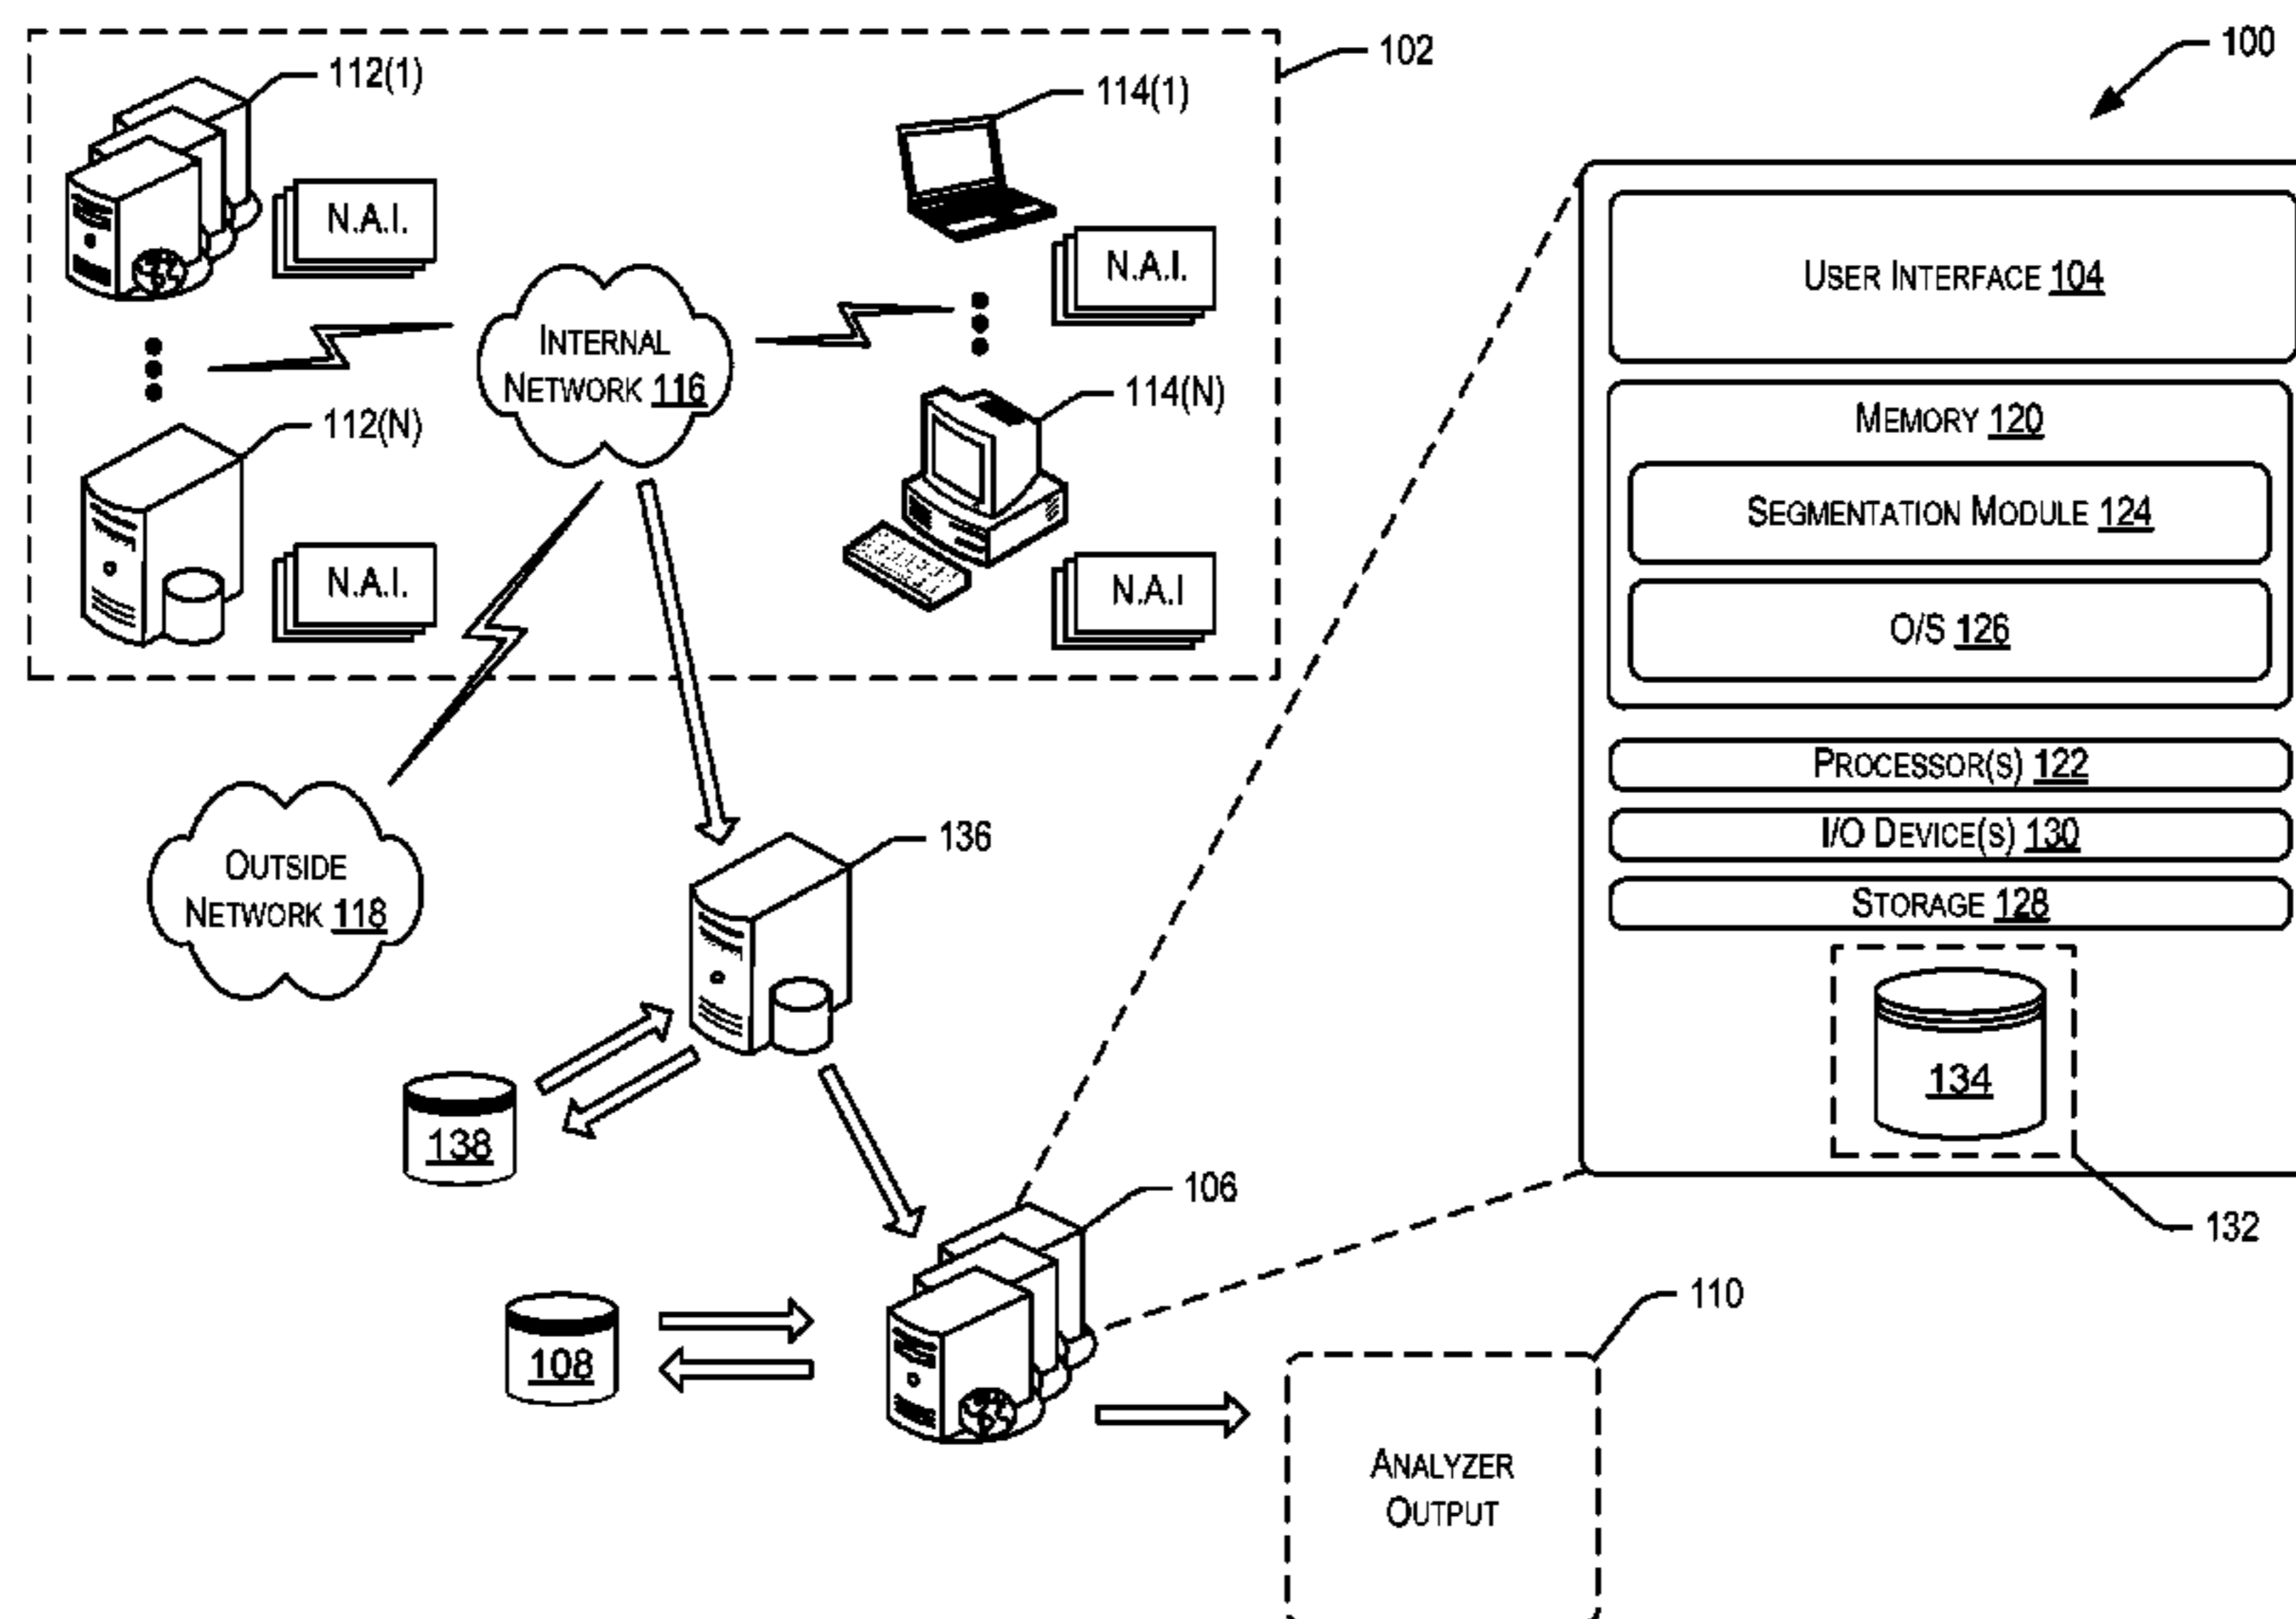 102
100
112(1)
114(1)
N.A.I.
N.A.I.
USER INTERFACE 104
INTERNAL
NETWORK 116
112(N)
114(N)
MEMORY 120
SEGMENTATION MODULE 124
N.A.I.
N.A.I
O/S 126
PROCESSOR(S) 122
I/O DEVICE(S) 130
STORAGE 128
136
OUTSIDE
NETWORK 118
134
138
106
132
110
108
ANALYZER
OUTPUT